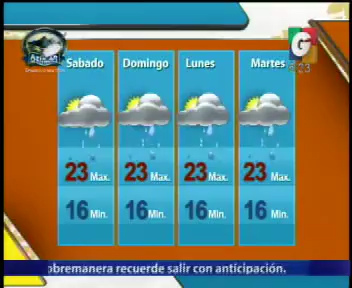 Sabado Domingo Lunes Martes
G
:23
23 Max. 23 Max. 23 Max. 23 Max.
16 Min. 16 Min. 16 Min. 16 Min.
obremanera recuerde salir con anticipación.